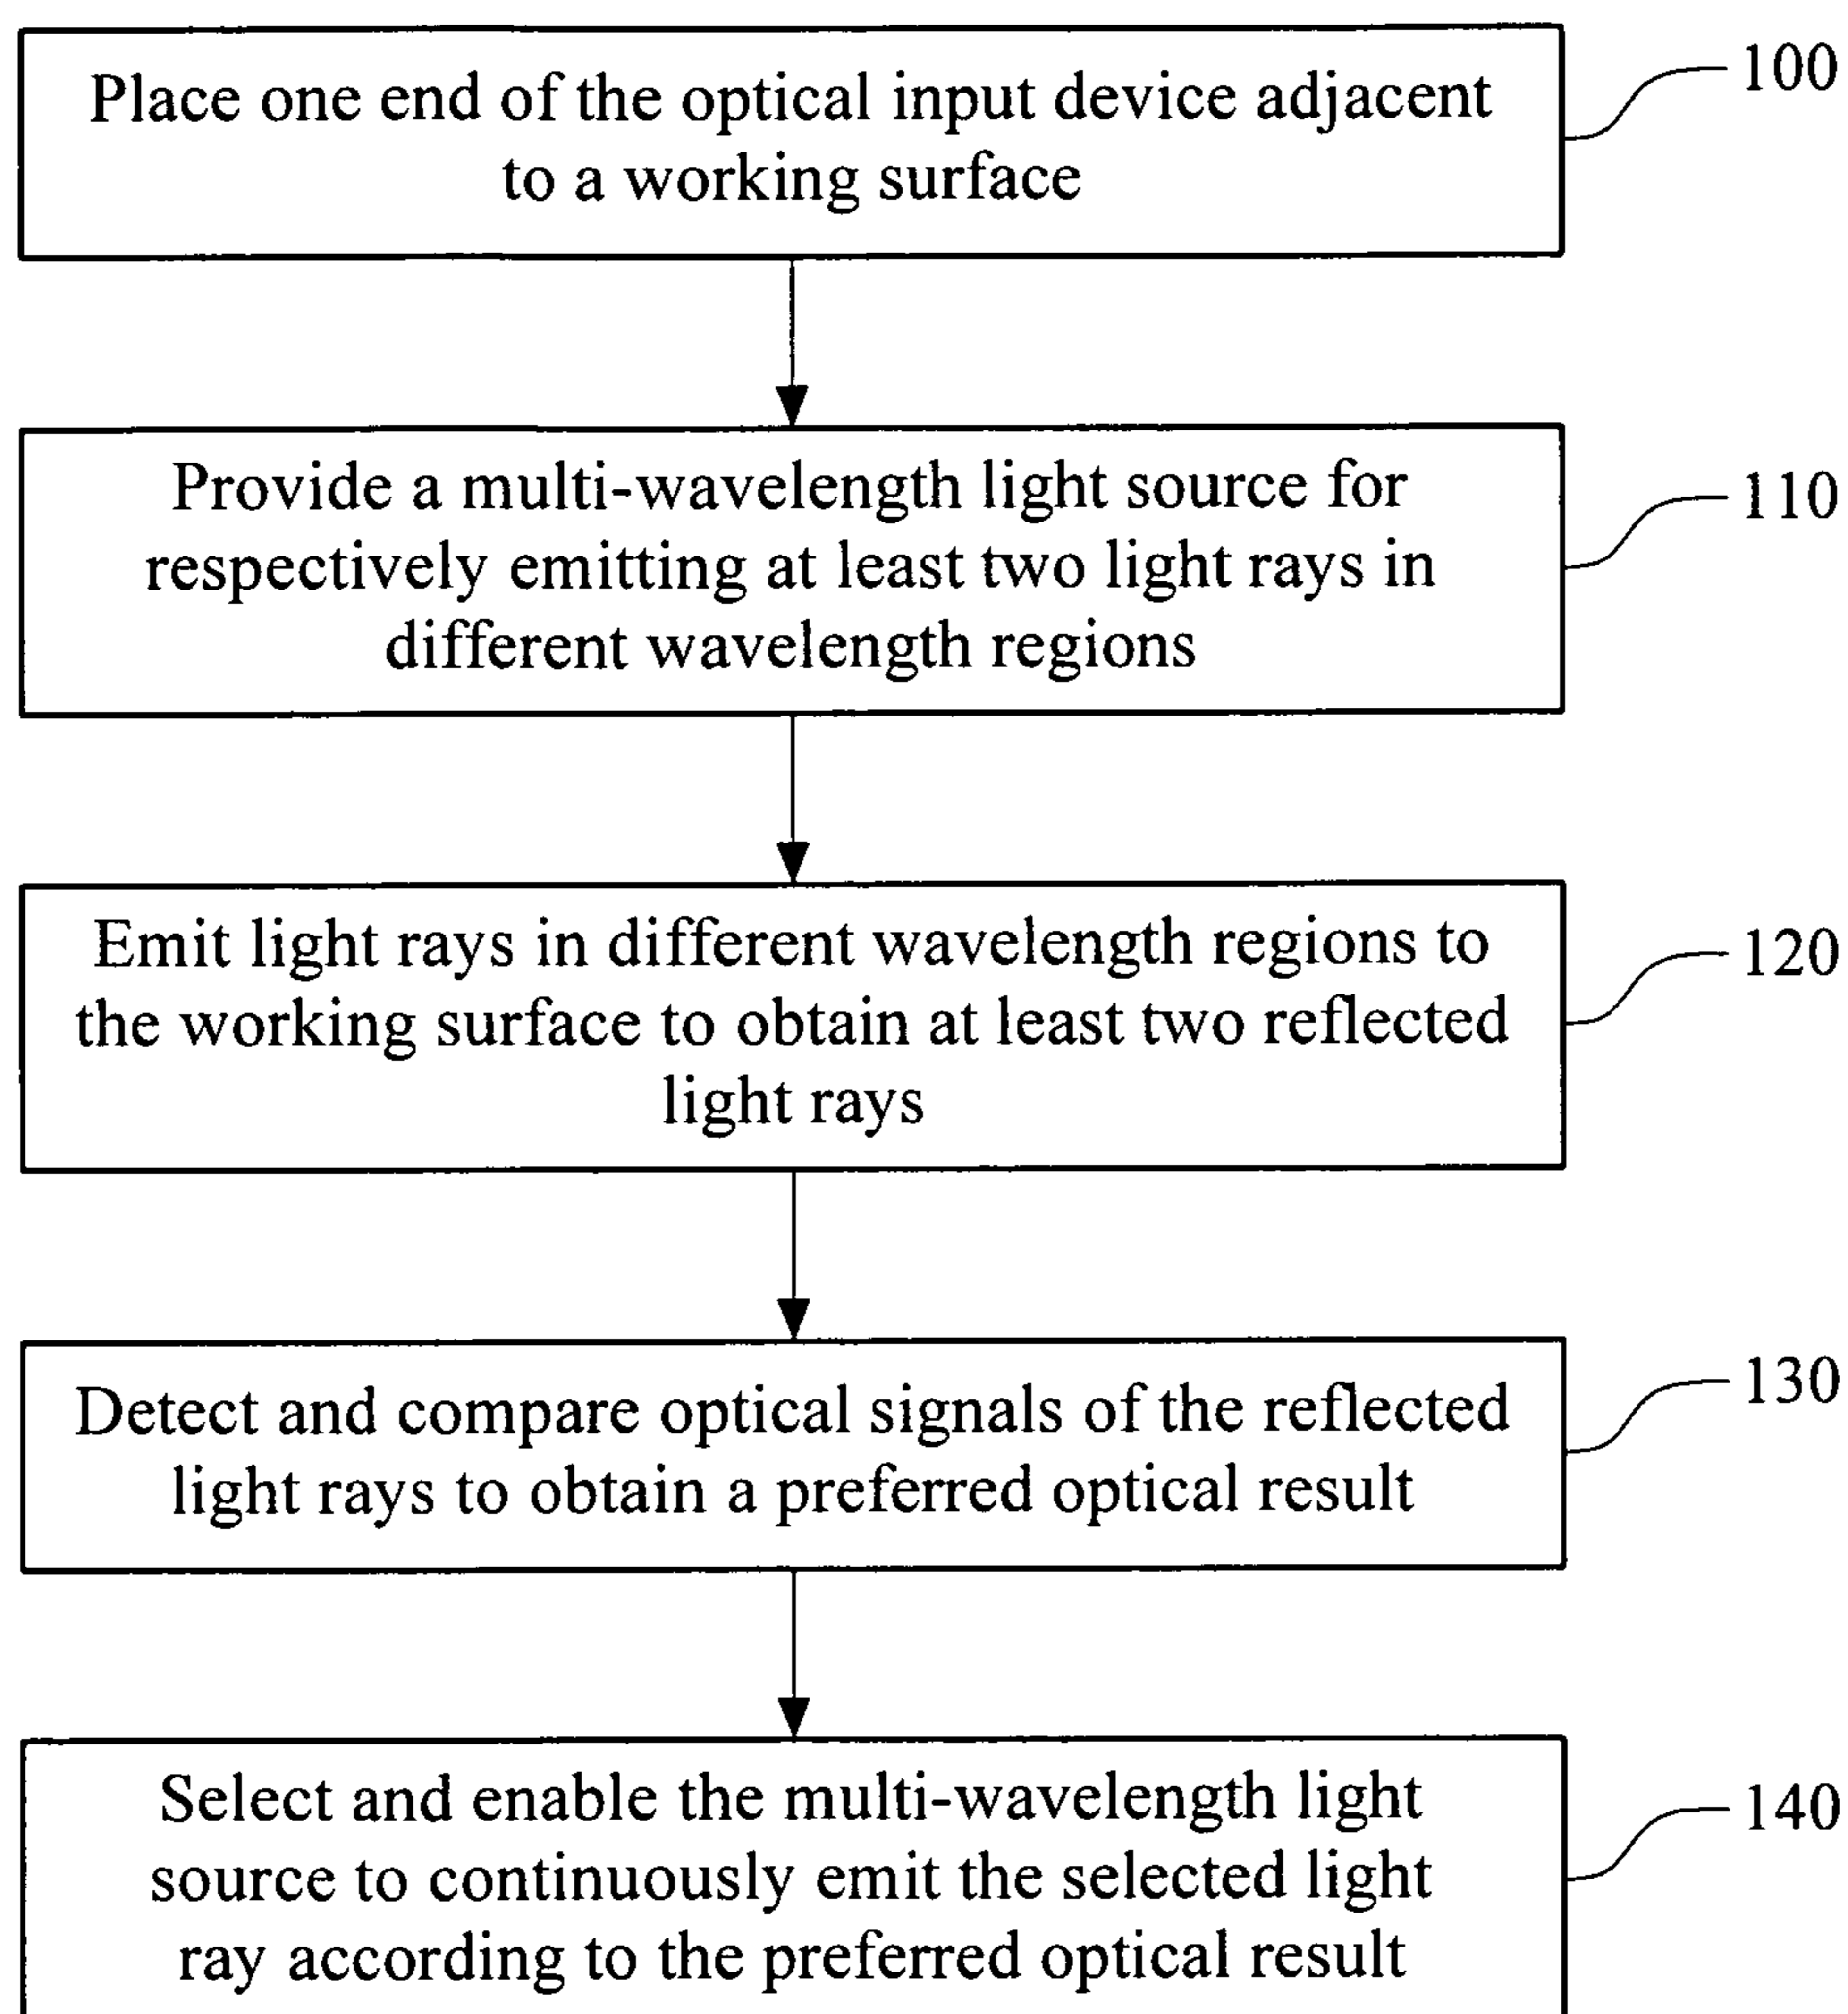 Place one end of the optical input device adjacent
to a working surface
100
Provide a multi-wavelength light source for
respectively emitting at least two light rays in
different wavelength regions
110
Emit light rays in different wavelength regions to
the working surface to obtain at least two reflected
light rays
120
Detect and compare optical signals of the reflected
light rays to obtain a preferred optical result
130
Select and enable the multi-wavelength light
source to continuously emit the selected light
ray according to the preferred optical result
140